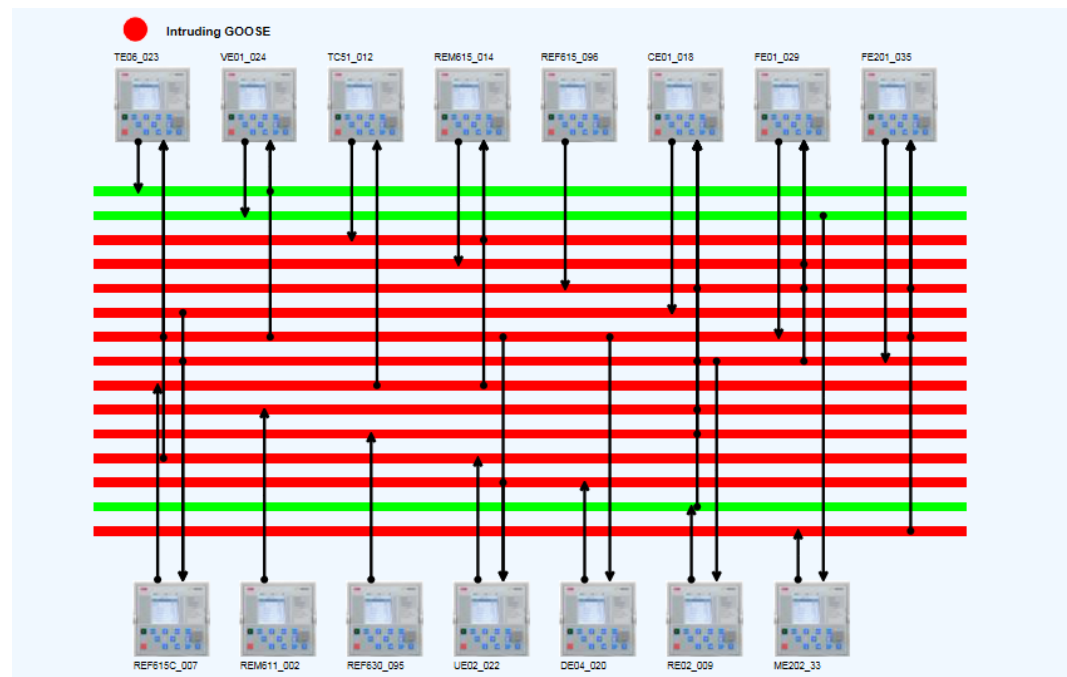 Intruding GOOSE
TE06_023 VE01_024 TC51_012 REM615_014 REF615_096 CE01_018 FE01_029 FE201_035
REF615C_007 REM611_002 REF630_095 UE02_022 DE04_020 RE02_009 ME202_33